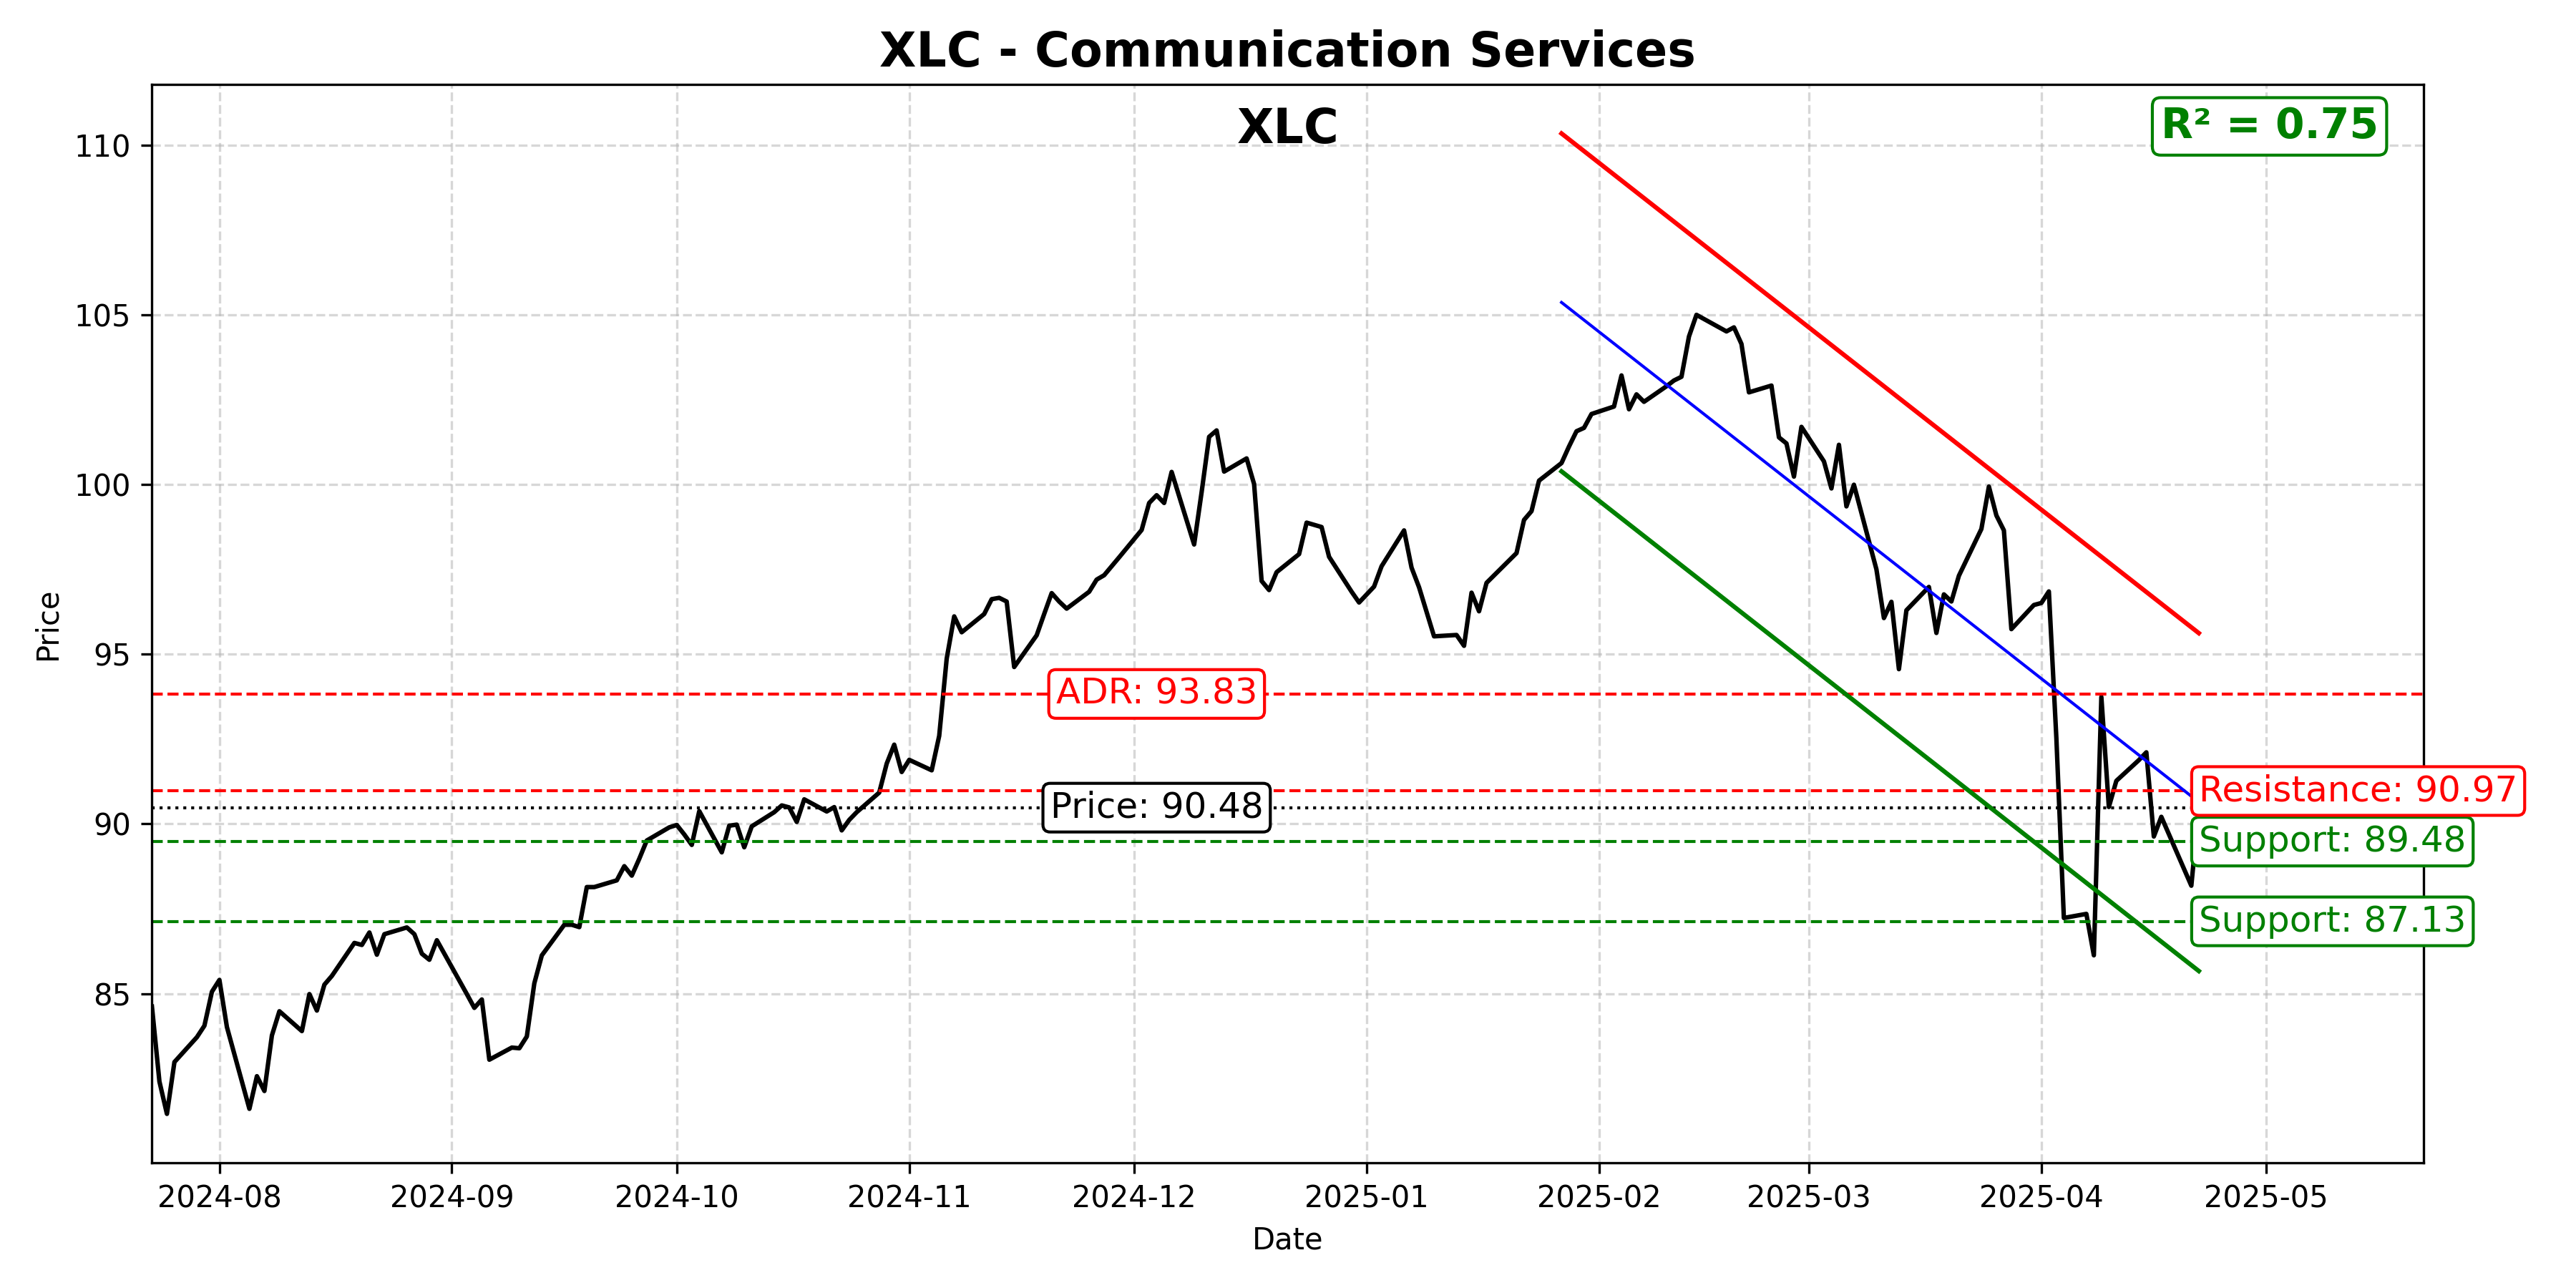 XLC - Communication Services
XLC
R² = 0.75
110
105
100
95
90
85
Price
ADR: 93.83
Price: 90.48
Resistance: 90.97
Support: 89.48
Support: 87.13
2024-08 2024-09 2024-10 2024-11 2024-12 2025-01 2025-02 2025-03 2025-04 2025-05
Date